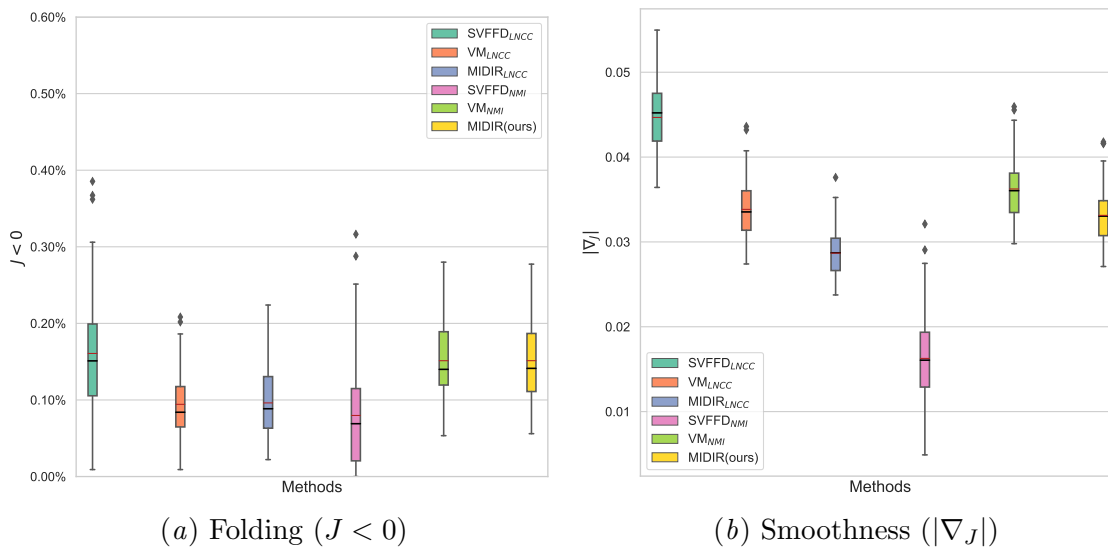 0.60%
0.50%
0.40%
0.30%
0.20%
0.10%
0.00%
J < 0
SVFFD_LNCC
VM_LNCC
MIDIR_LNCC
SVFFD_NMI
VM_NMI
MIDIR(ours)
Methods
(a) Folding (J < 0)
0.05
0.04
0.03
0.02
0.01
|∇_J|
SVFFD_LNCC
VM_LNCC
MIDIR_LNCC
SVFFD_NMI
VM_NMI
MIDIR(ours)
Methods
(b) Smoothness (|∇_J|)